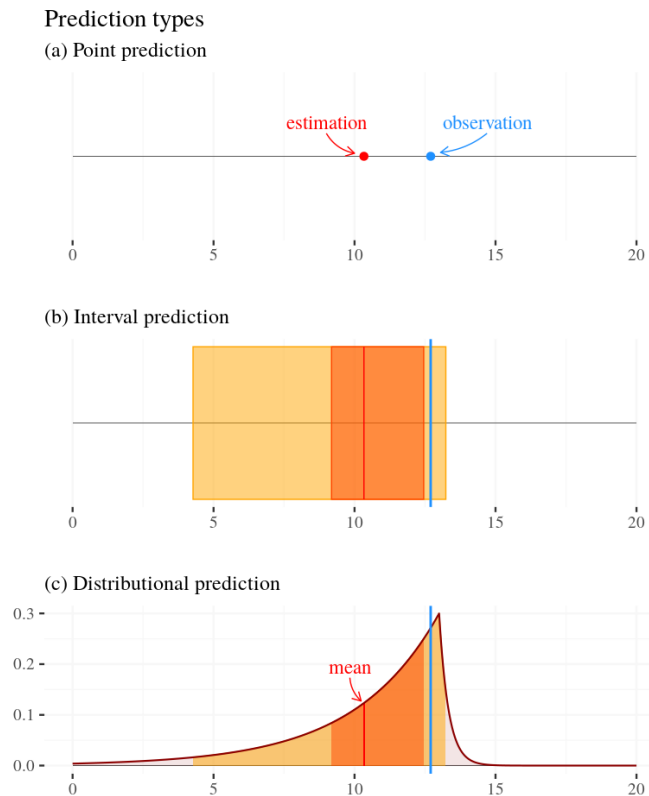 Prediction types
(a) Point prediction
estimation
observation
0 5 10 15 20
(b) Interval prediction
0 5 10 15 20
(c) Distributional prediction
0.3
0.2
mean
0.1
0.0
0 5 10 15 20